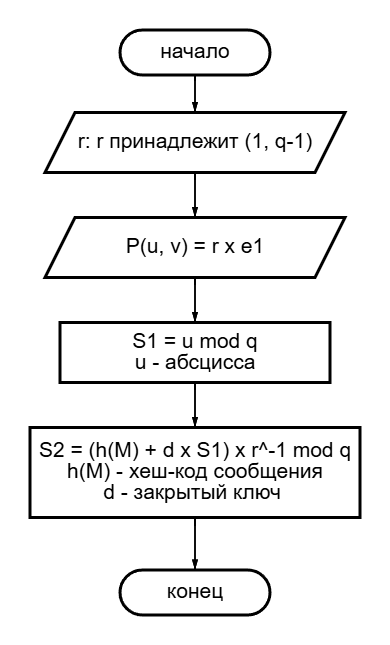 начало
r: r принадлежит (1, q-1)
P(u, v) = r x e1
S1 = u mod q
u - абсцисса
S2 = (h(M) + d x S1) x r^-1 mod q
h(M) - хеш-код сообщения
d - закрытый ключ
конец